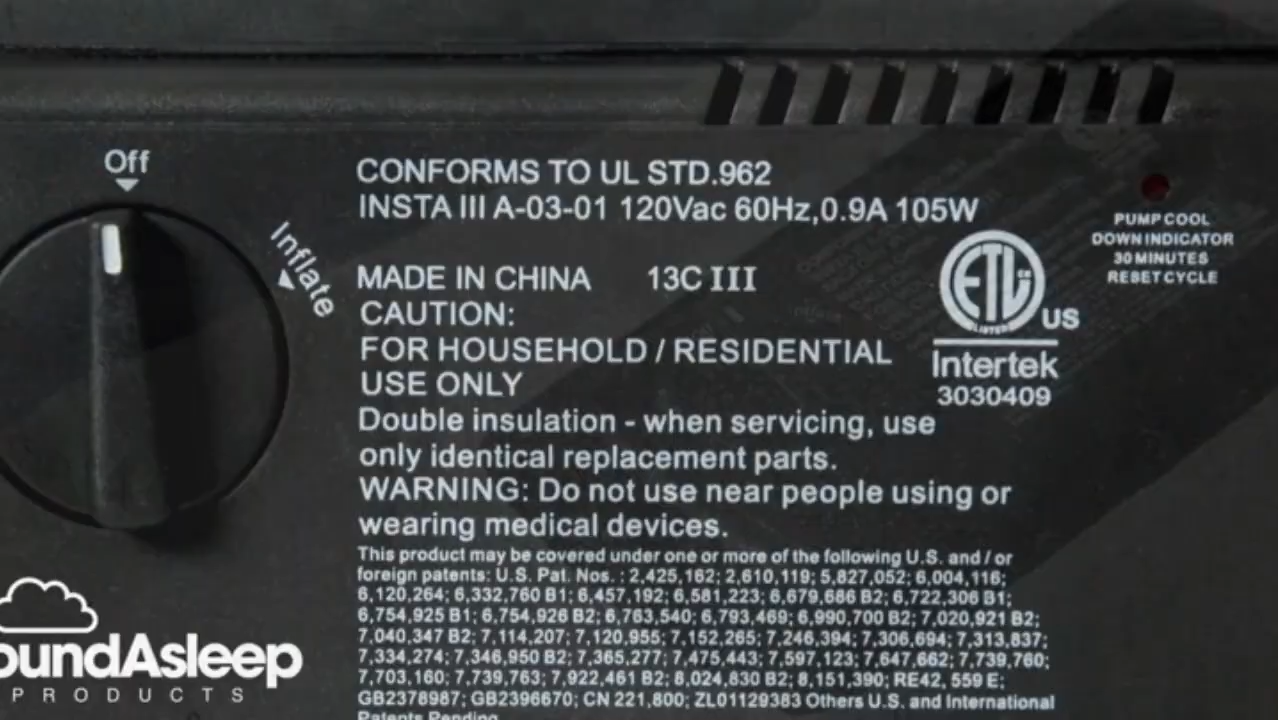 Off
Inflate
CONFORMS TO UL STD.962
INSTA III A-03-01 120Vac 60Hz,0.9A 105W
MADE IN CHINA 13C III
CAUTION:
FOR HOUSEHOLD / RESIDENTIAL
USE ONLY
Double insulation - when servicing, use
only identical replacement parts.
WARNING: Do not use near people using or
wearing medical devices.
This product may be covered under one or more of the following U.S. and / or
foreign patents: U.S. Pat. Nos. : 2,425,162; 2,610,119; 5,827,052; 6,004,116;
6,120,264; 6,332,760 B1; 6,457,192; 6,581,223; 6,679,686 B2; 6,722,306 B1;
6,754,925 B1; 6,754,926 B2; 6,763,540; 6,793,469; 6,990,700 B2; 7,020,921 B2;
7,040,347 B2; 7,114,207; 7,120,955; 7,152,265; 7,246,394; 7,306,694; 7,313,837;
7,334,274; 7,346,950 B2; 7,365,277; 7,475,443; 7,597,123; 7,647,662; 7,739,760;
7,703,160; 7,739,763; 7,922,461 B2; 8,024,830 B2; 8,151,390; RE42, 559 E;
GB2378987; GB2396670; CN 221,800; ZL01129383 Others U.S. and International
Patents Pending
ETL
LISTED
US
Intertek
3030409
PUMP COOL
DOWN INDICATOR
30 MINUTES
RESET CYCLE
oundAsleep
PRODUCTS